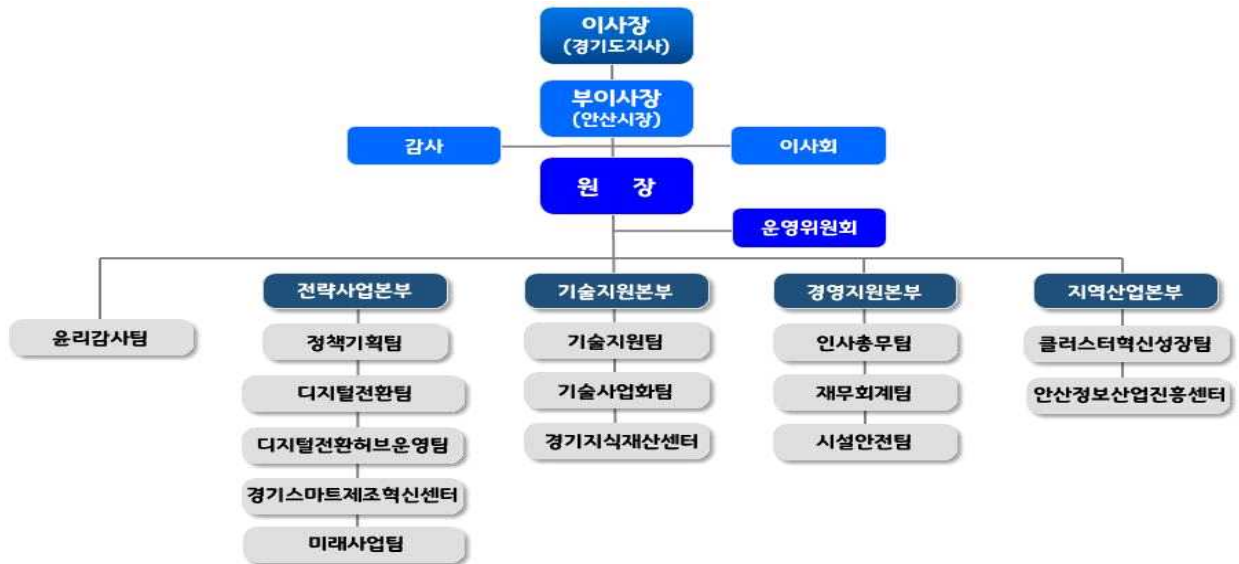 이사장
(경기도지사)
부이사장
(안산시장)
감사
이사회
원 장
운영위원회
윤리감사팀
전략사업본부
정책기획팀
디지털전환팀
디지털전환허브운영팀
경기스마트제조혁신센터
미래사업팀
기술지원본부
기술지원팀
기술사업화팀
경기지식재산센터
경영지원본부
인사총무팀
재무회계팀
시설안전팀
지역산업본부
클러스터혁신성장팀
안산정보산업진흥센터